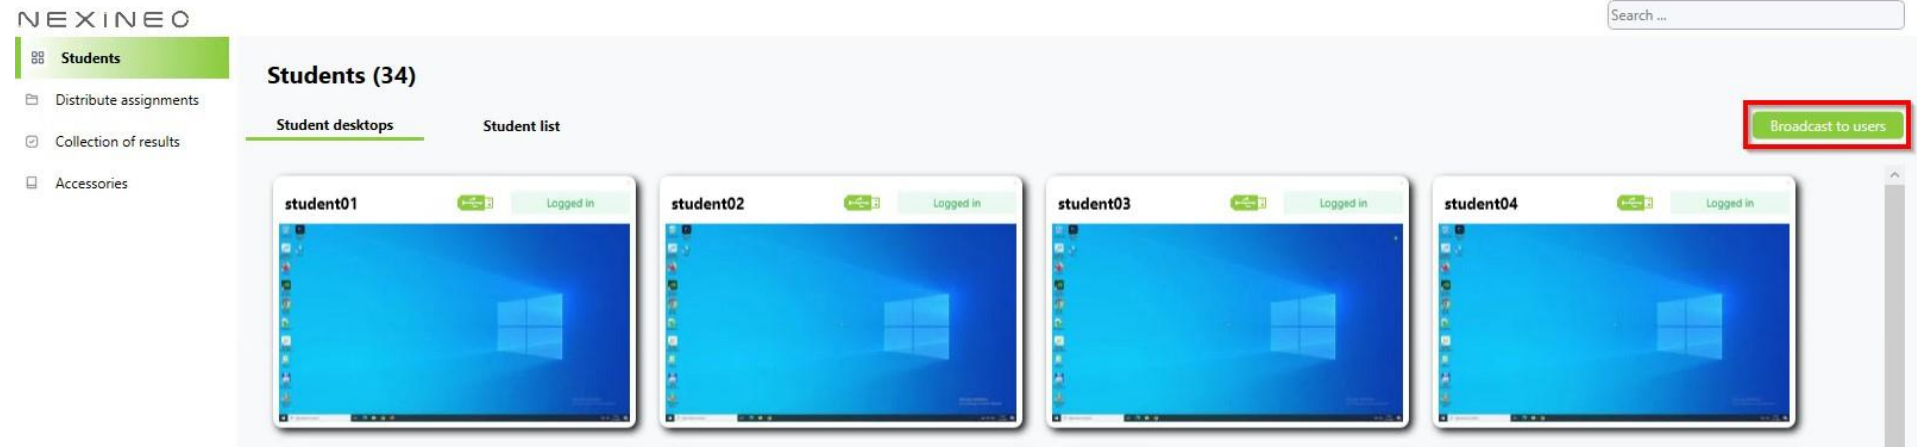 NEXINEO
Search ...
Students
Distribute assignments
Collection of results
Accessories
Students (34)
Student desktops
Student list
Broadcast to users
student01
Logged in
student02
Logged in
student03
Logged in
student04
Logged in